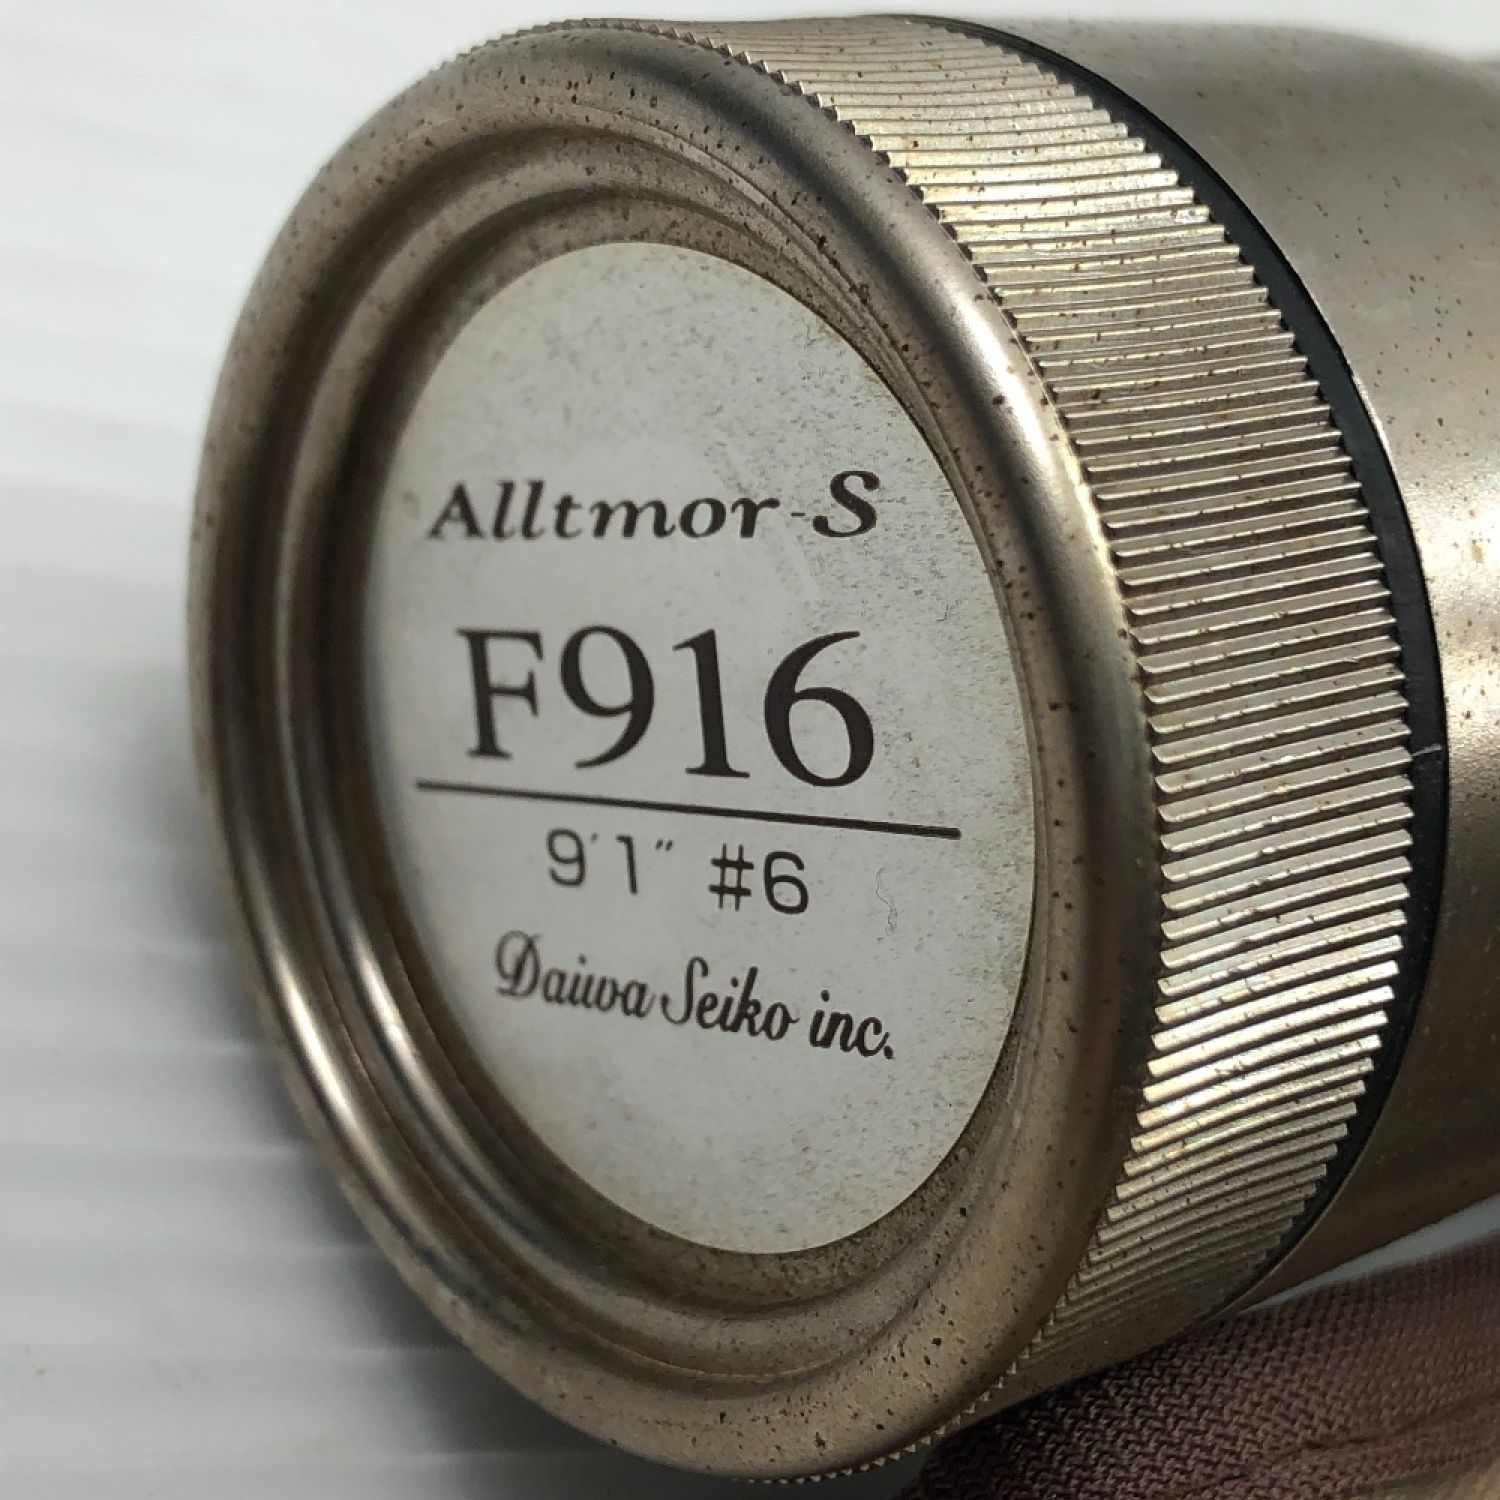 Alltmor-S
F916
9'1" #6
Daiwa Seiko inc.